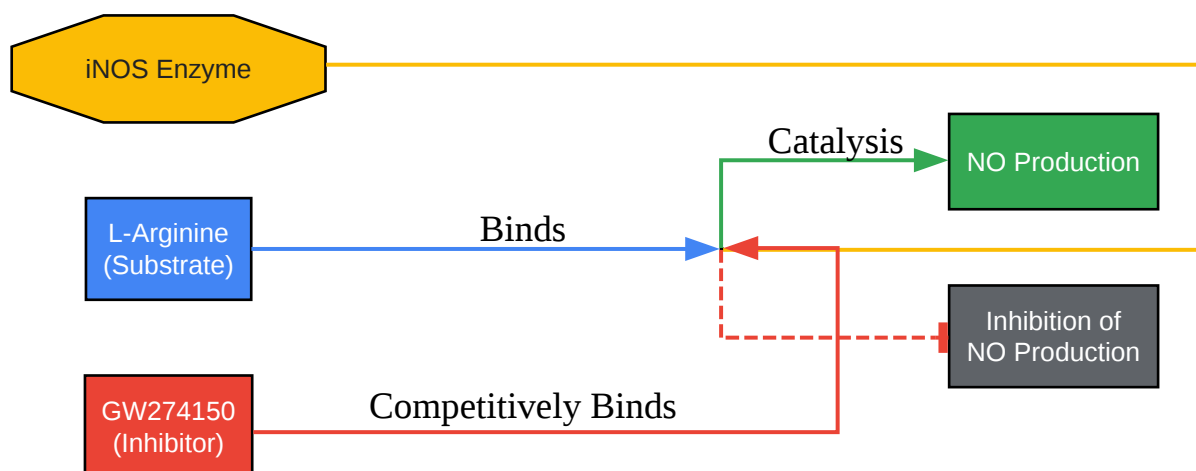 iNOS Enzyme
Catalysis
NO Production
L-Arginine
(Substrate)
Binds
Inhibition of
NO Production
GW274150
(Inhibitor)
Competitively Binds